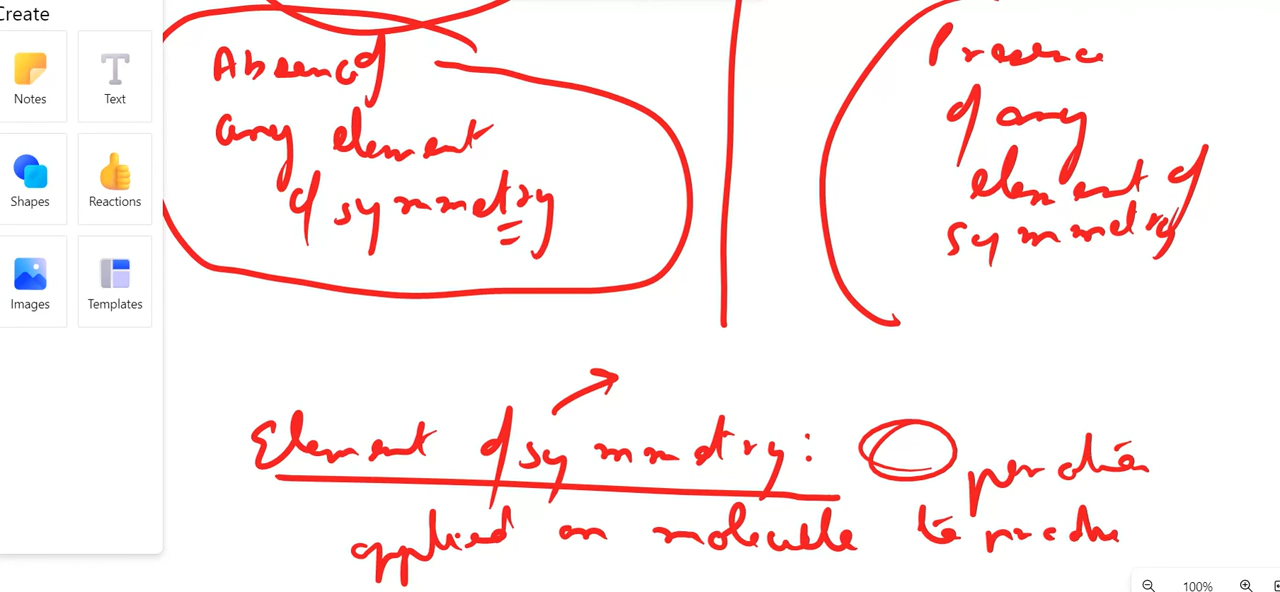 Create
Notes
Text
Shapes
Reactions
Images
Templates
Absence of
any element
of symmetry
Presence
of any
element of
symmetry
Element of symmetry: Operation
applied on molecule to produce
100%